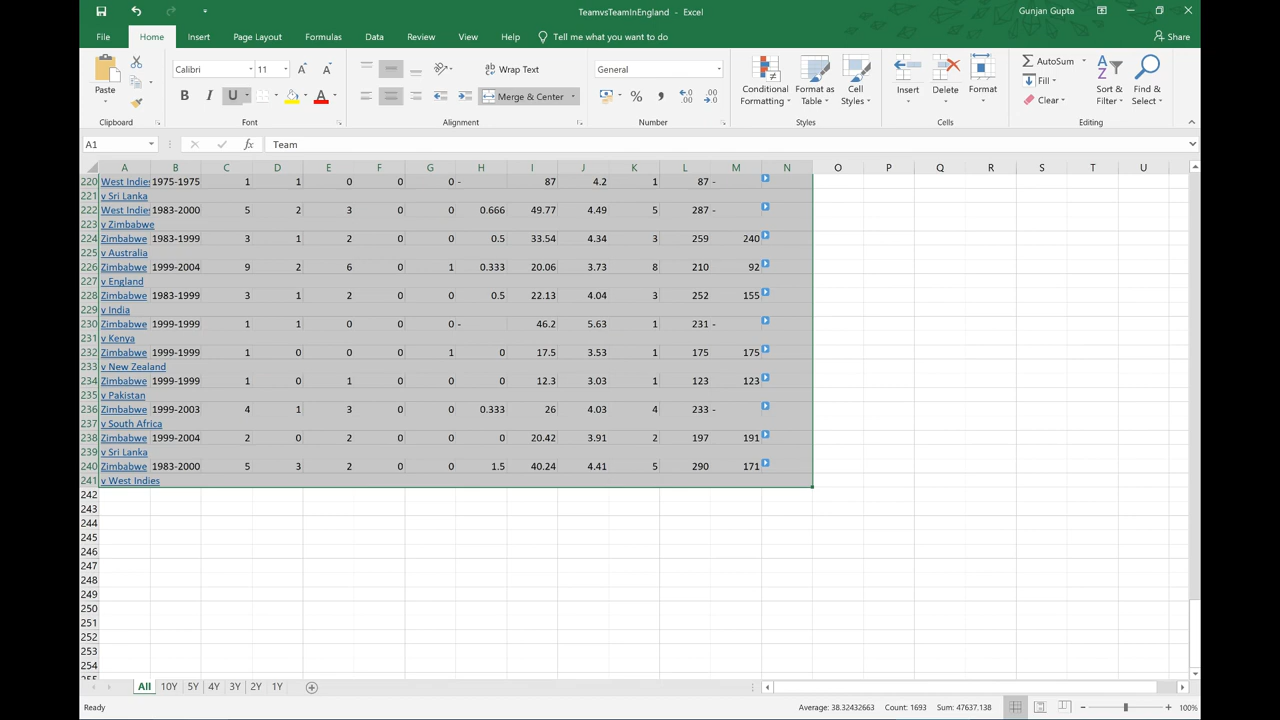 TeamvsTeamInEngland - Excel
Gunjan Gupta
File Home Insert Page Layout Formulas Data Review View Help Tell me what you want to do Share
Paste
Calibri 11 A A
B I U A
Wrap Text
Merge & Center
General
% ,
Conditional Formatting
Format as Table
Cell Styles
Insert
Delete
Format
AutoSum
Fill
Clear
Sort & Filter
Find & Select
Clipboard Font Alignment Number Styles Cells Editing
A1 fx Team
A B C D E F G H I J K L M N O P Q R S T U
220 West Indies 1975-1975 1 1 0 0 0 - 87 4.2 1 87 -
221 v Sri Lanka
222 West Indies 1983-2000 5 2 3 0 0 0.666 49.77 4.49 5 287 -
223 v Zimbabwe
224 Zimbabwe 1983-1999 3 1 2 0 0 0.5 33.54 4.34 3 259 240
225 v Australia
226 Zimbabwe 1999-2004 9 2 6 0 1 0.333 20.06 3.73 8 210 92
227 v England
228 Zimbabwe 1983-1999 3 1 2 0 0 0.5 22.13 4.04 3 252 155
229 v India
230 Zimbabwe 1999-1999 1 1 0 0 0 - 46.2 5.63 1 231 -
231 v Kenya
232 Zimbabwe 1999-1999 1 0 0 0 1 0 17.5 3.53 1 175 175
233 v New Zealand
234 Zimbabwe 1999-1999 1 0 1 0 0 0 12.3 3.03 1 123 123
235 v Pakistan
236 Zimbabwe 1999-2003 4 1 3 0 0 0.333 26 4.03 4 233 -
237 v South Africa
238 Zimbabwe 1999-2004 2 0 2 0 0 0 20.42 3.91 2 197 191
239 v Sri Lanka
240 Zimbabwe 1983-2000 5 3 2 0 0 1.5 40.24 4.41 5 290 171
241 v West Indies
242
243
244
245
246
247
248
249
250
251
252
253
254
255
All 10Y 5Y 4Y 3Y 2Y 1Y
Ready Average: 38.32432663 Count: 1693 Sum: 47637.138 100%